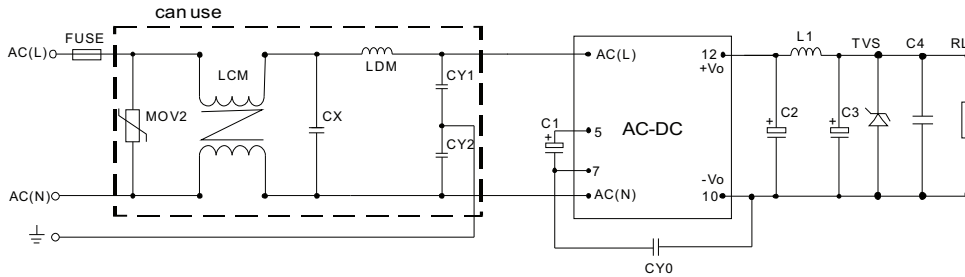 can use
FUSE
AC(L)
LCM
LDM
MOV2
CX
CY1
CY2
AC(N)
C1
5
7
AC(L)
AC-DC
AC(N)
12
+Vo
-Vo
10
CY0
L1
TVS
C4
RL
C2
C3
+
+
+